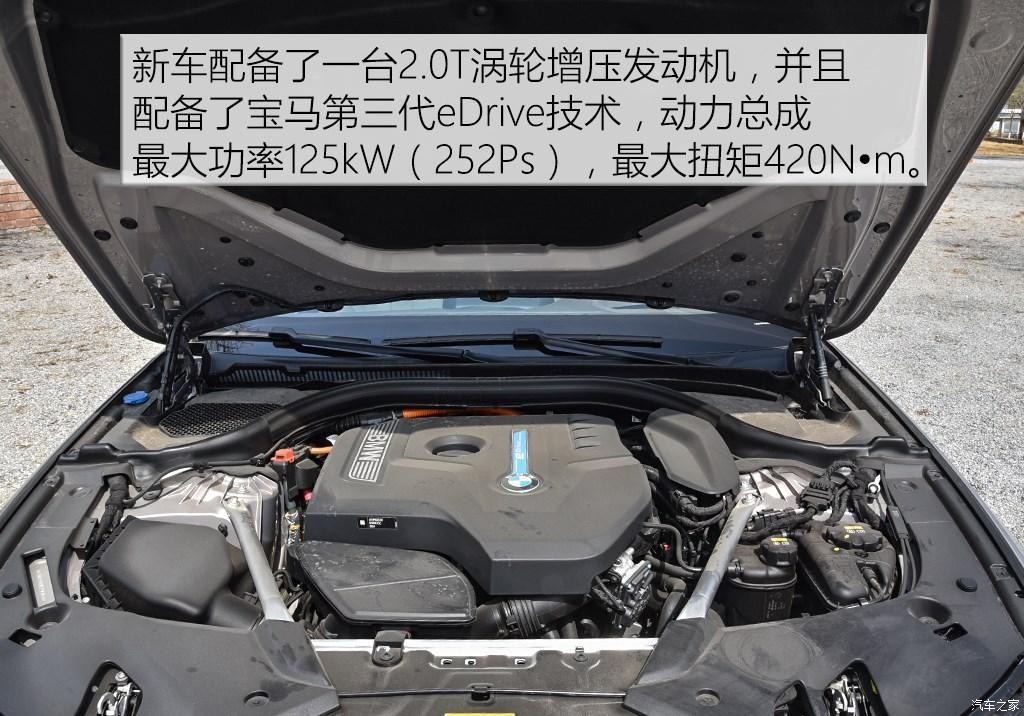 新车配备了一台2.0T涡轮增压发动机，并且
配备了宝马第三代eDrive技术，动力总成
最大功率125kW（252Ps），最大扭矩420N•m。
BMW
汽车之家